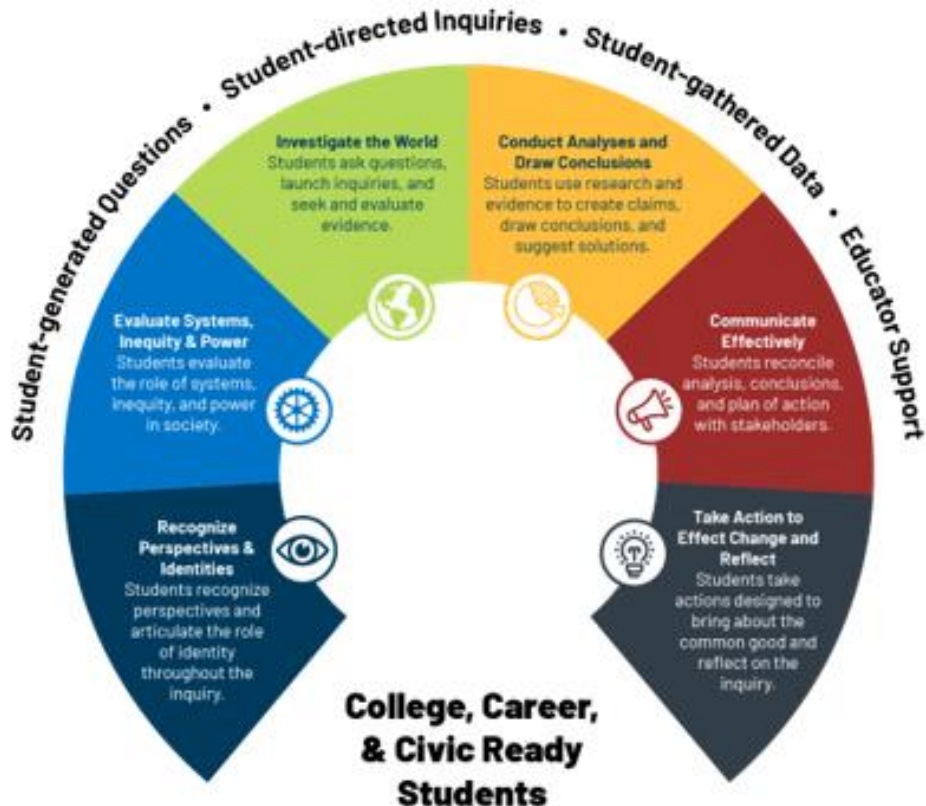 Student-generated Questions • Student-directed Inquiries • Student-gathered Data • Educator Support
Recognize
Perspectives &
Identities
Students recognize
perspectives and
articulate the role
of identity
throughout the
inquiry.
Evaluate Systems,
Inequity & Power
Students evaluate
the role of systems,
inequity, and power
in society.
Investigate the World
Students ask questions,
launch inquiries, and
seek and evaluate
evidence.
Conduct Analyses and
Draw Conclusions
Students use research and
evidence to create claims,
draw conclusions, and
suggest solutions.
Communicate
Effectively
Students reconcile
analysis, conclusions,
and plan of action
with stakeholders.
Take Action to
Effect Change and
Reflect
Students take
actions designed to
bring about the
common good and
reflect on the
inquiry.
College, Career,
& Civic Ready
Students